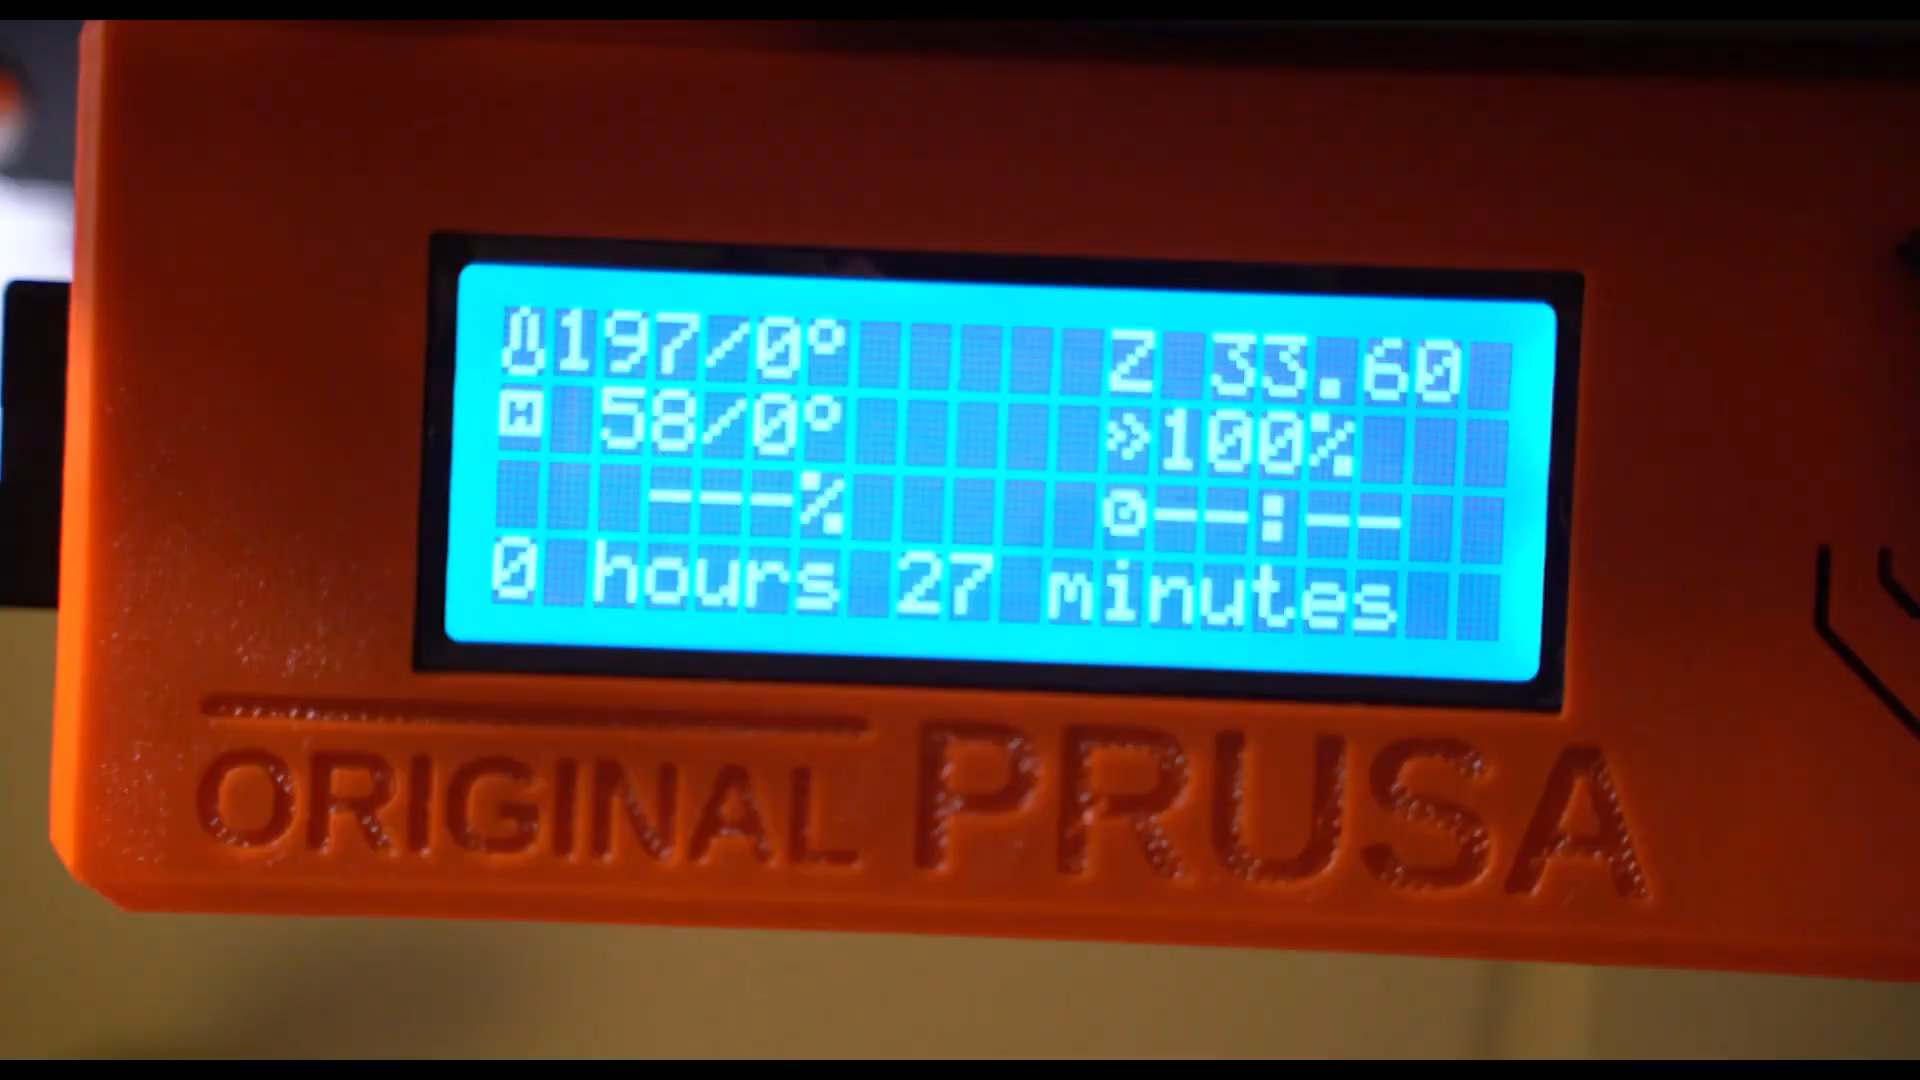 197/0° Z 33.60
58/0° »100%
---% --:--
0 hours 27 minutes
ORIGINAL PRUSA